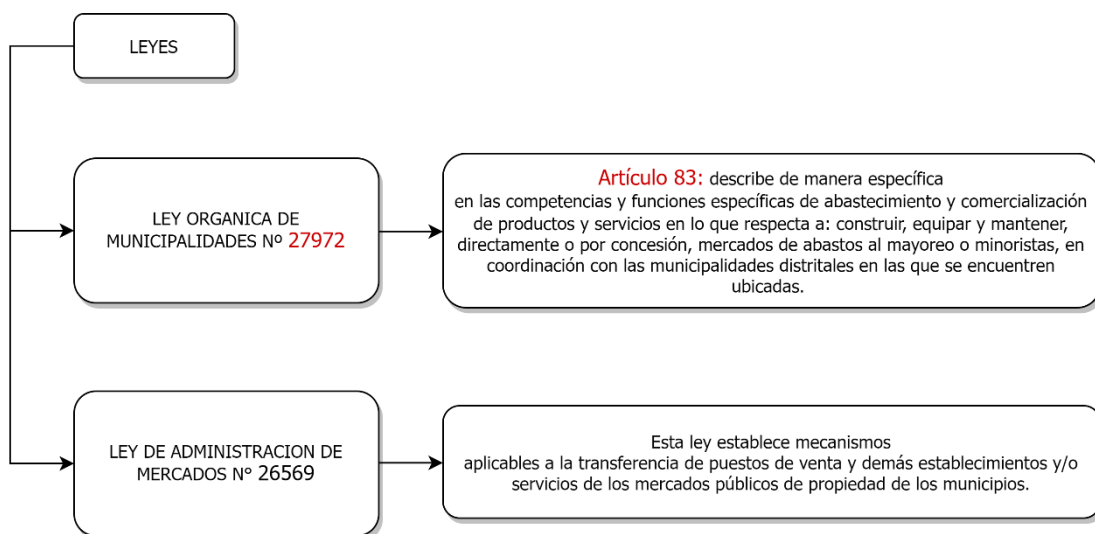 LEYES
LEY ORGANICA DE
MUNICIPALIDADES Nº 27972
Artículo 83: describe de manera específica
en las competencias y funciones específicas de abastecimiento y comercialización
de productos y servicios en lo que respecta a: construir, equipar y mantener,
directamente o por concesión, mercados de abastos al mayoreo o minoristas, en
coordinación con las municipalidades distritales en las que se encuentren
ubicadas.
LEY DE ADMINISTRACION DE
MERCADOS N° 26569
Esta ley establece mecanismos
aplicables a la transferencia de puestos de venta y demás establecimientos y/o
servicios de los mercados públicos de propiedad de los municipios.